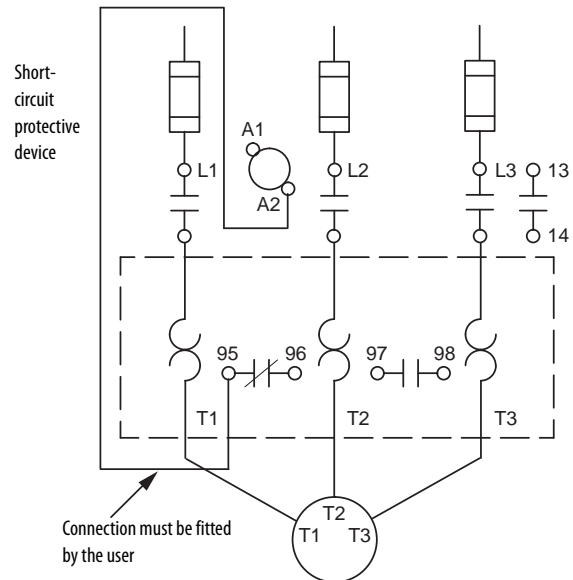 Short-
circuit
protective
device
A1
L1
L2
L3
13
A2
14
95
96
97
98
T1
T2
T3
T2
T1
T3
Connection must be fitted
by the user